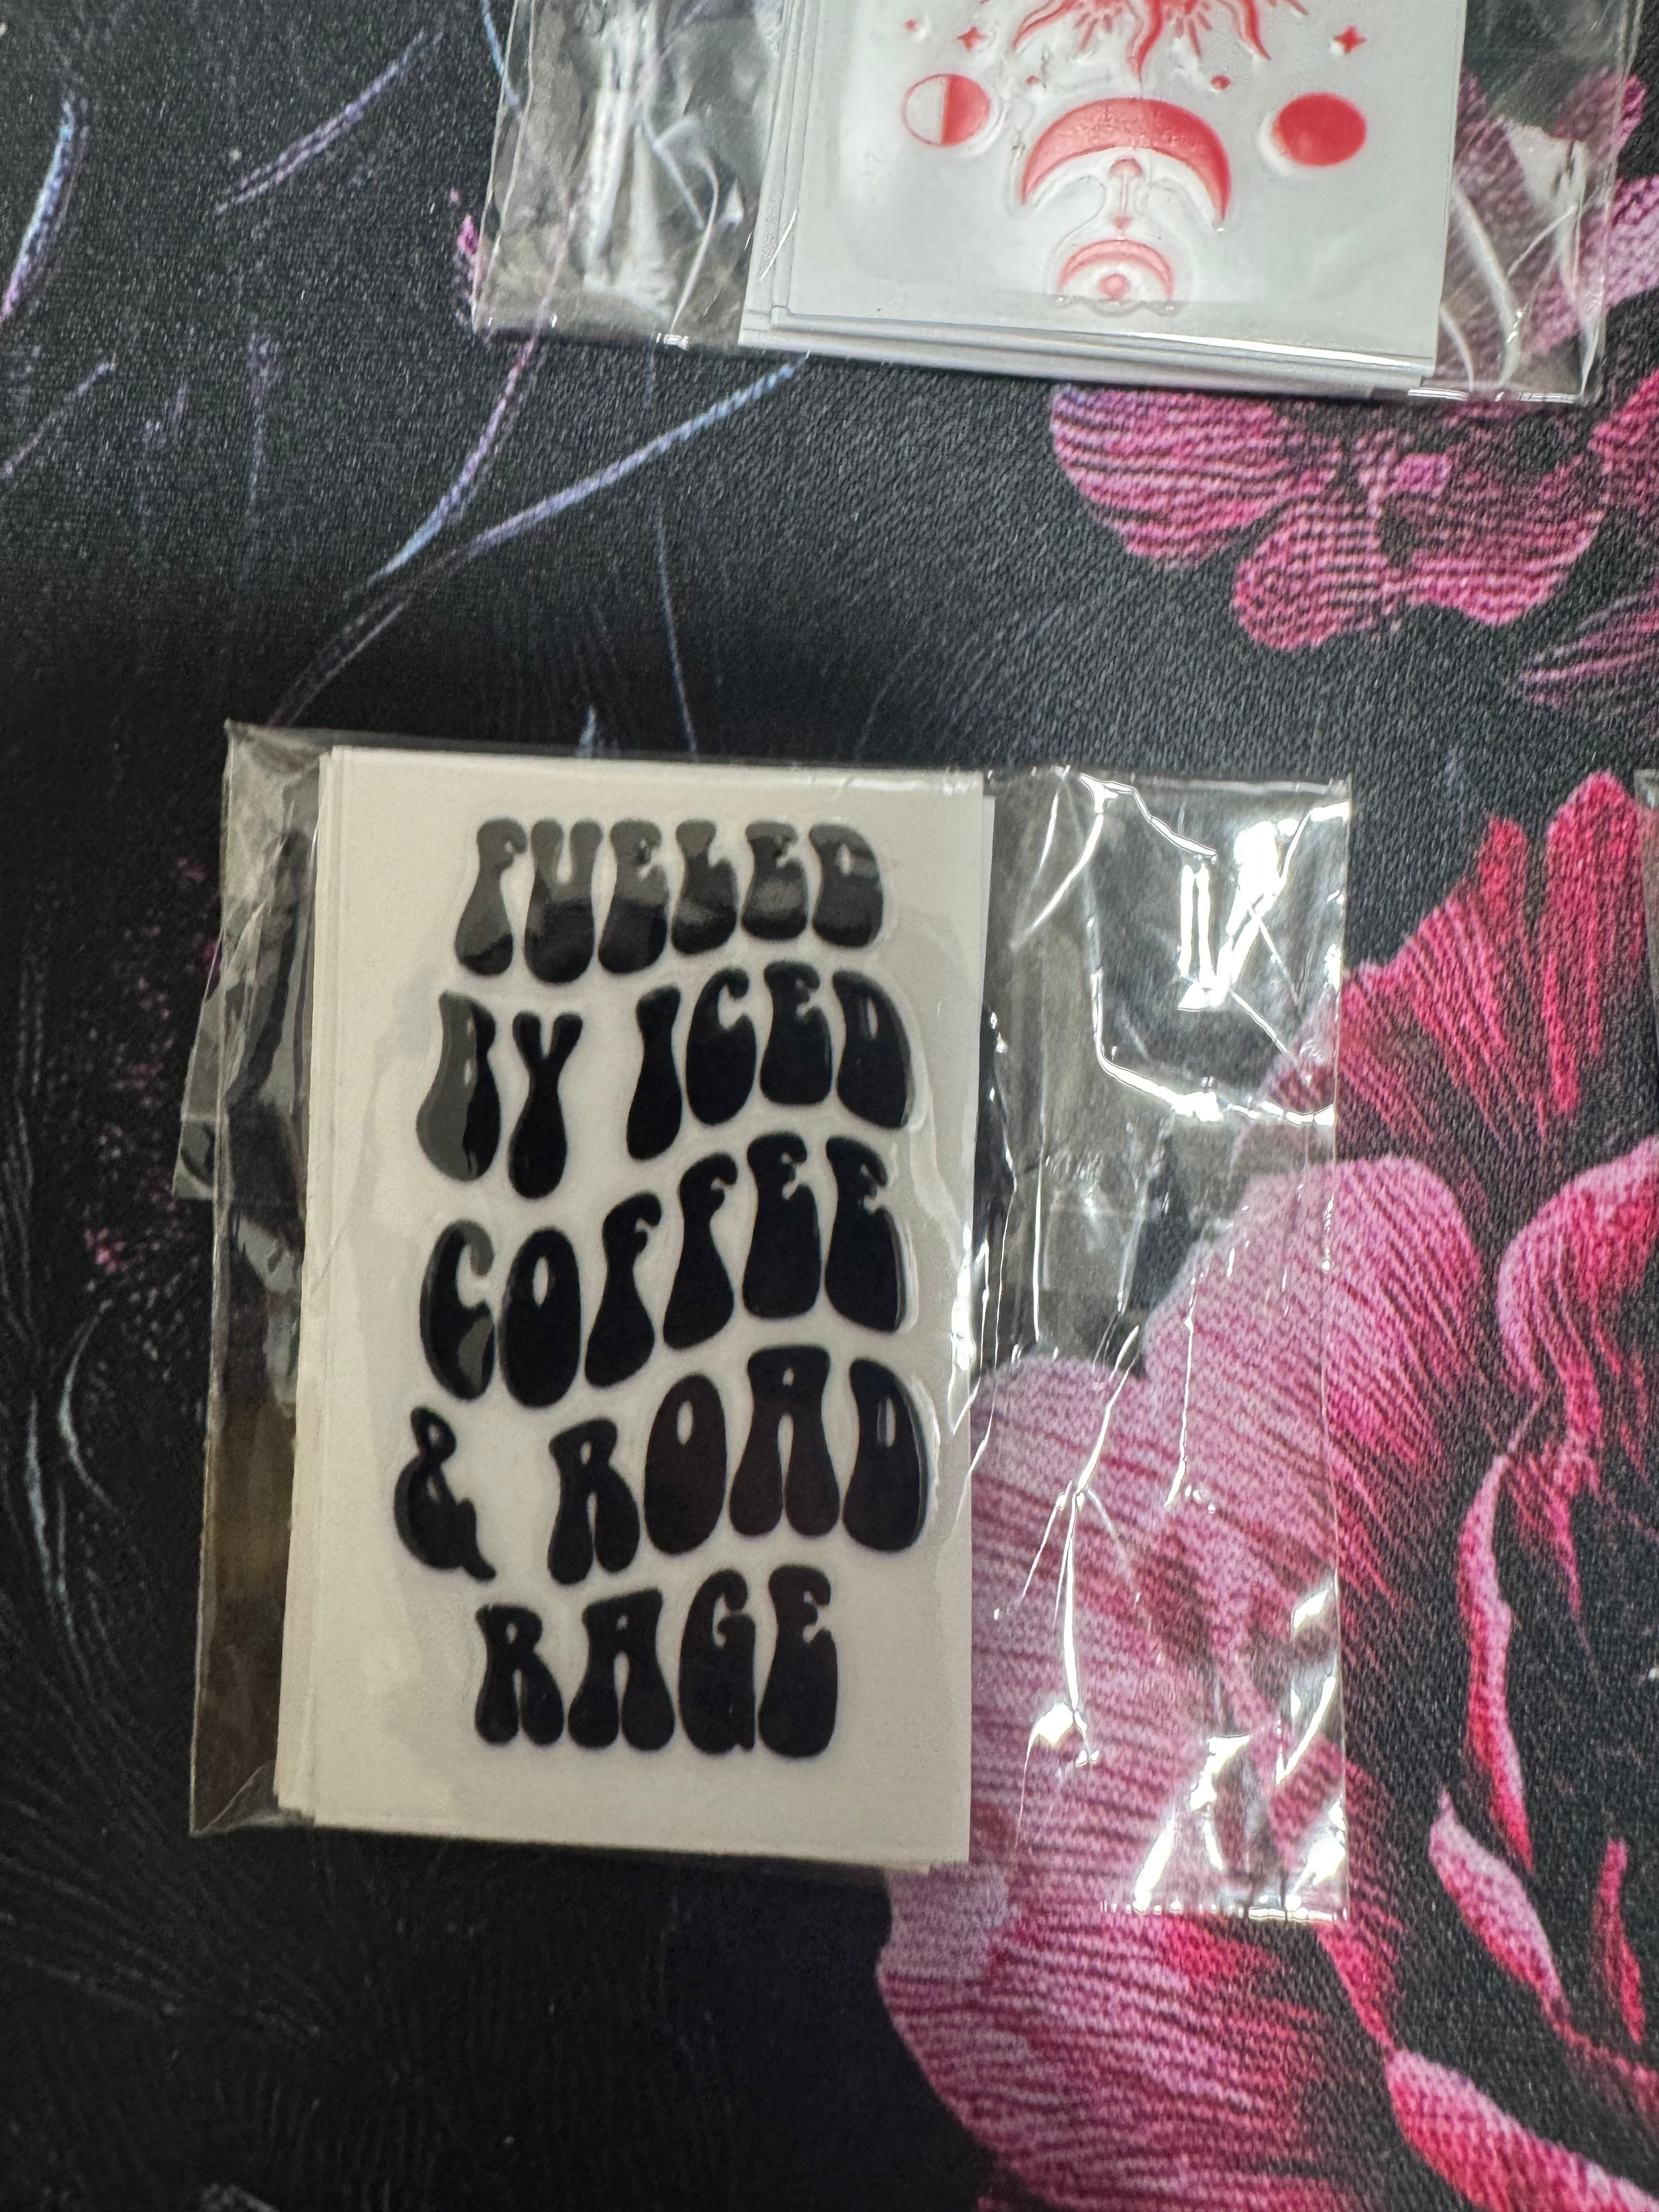 FUELED
BY ICED
COFFEE
& ROAD
RAGE